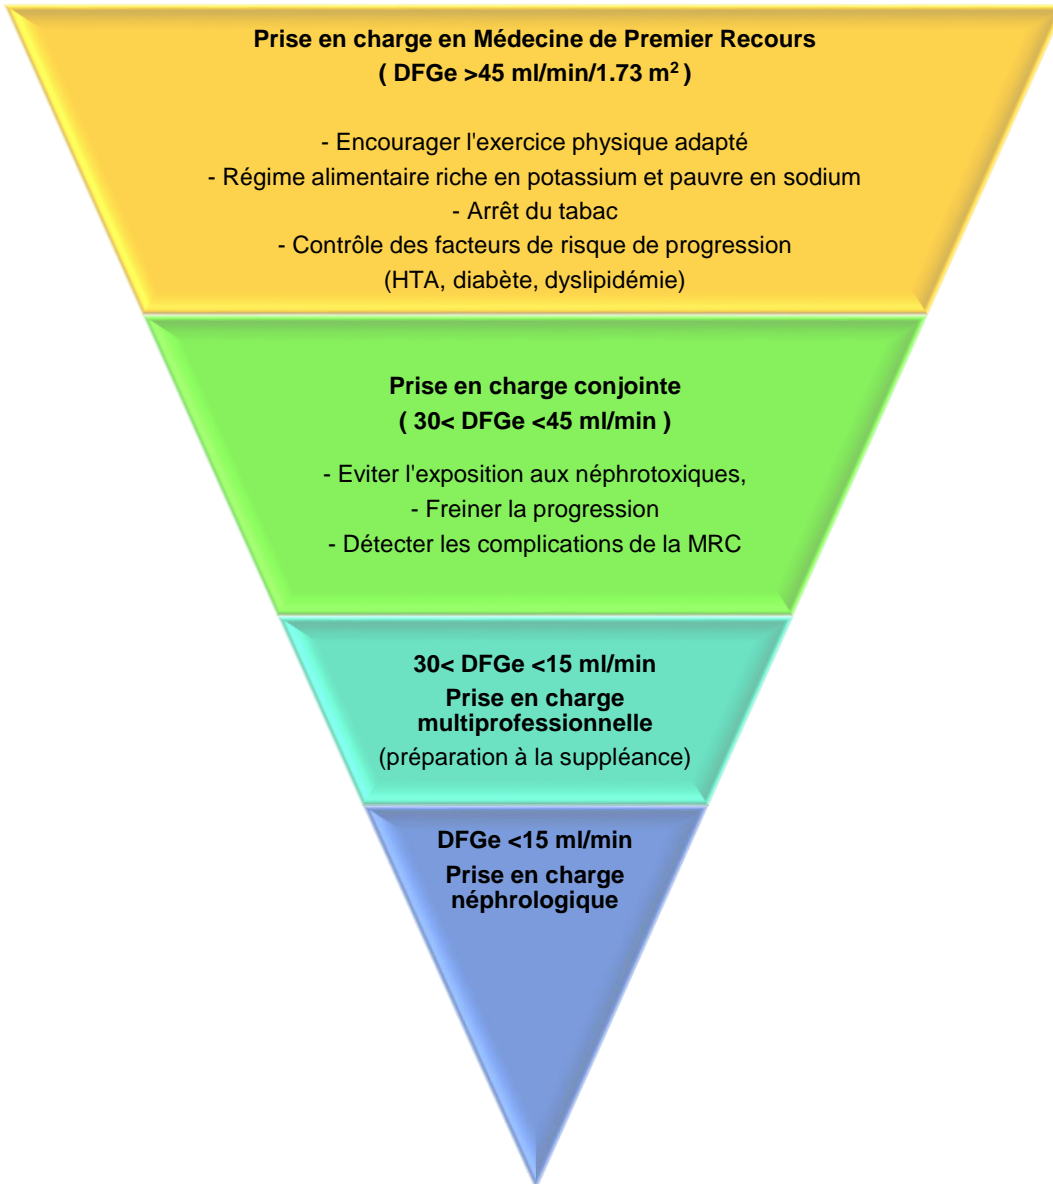 Prise en charge en Médecine de Premier Recours
( DFGe >45 ml/min/1.73 m² )
- Encourager l'exercice physique adapté
- Régime alimentaire riche en potassium et pauvre en sodium
- Arrêt du tabac
- Contrôle des facteurs de risque de progression
(HTA, diabète, dyslipidémie)
Prise en charge conjointe
( 30< DFGe <45 ml/min )
- Eviter l'exposition aux néphrotoxiques,
- Freiner la progression
- Détecter les complications de la MRC
30< DFGe <15 ml/min
Prise en charge
multiprofessionnelle
(préparation à la suppléance)
DFGe <15 ml/min
Prise en charge
néphrologique